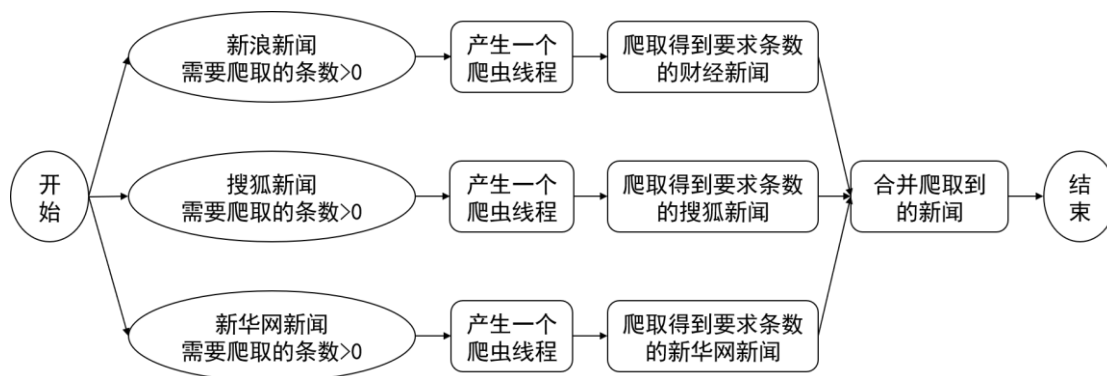 开
始
新浪新闻
需要爬取的条数>0
产生一个
爬虫线程
爬取得到要求条数
的财经新闻
搜狐新闻
需要爬取的条数>0
产生一个
爬虫线程
爬取得到要求条数
的搜狐新闻
新华网新闻
需要爬取的条数>0
产生一个
爬虫线程
爬取得到要求条数
的新华网新闻
合并爬取到
的新闻
结
束